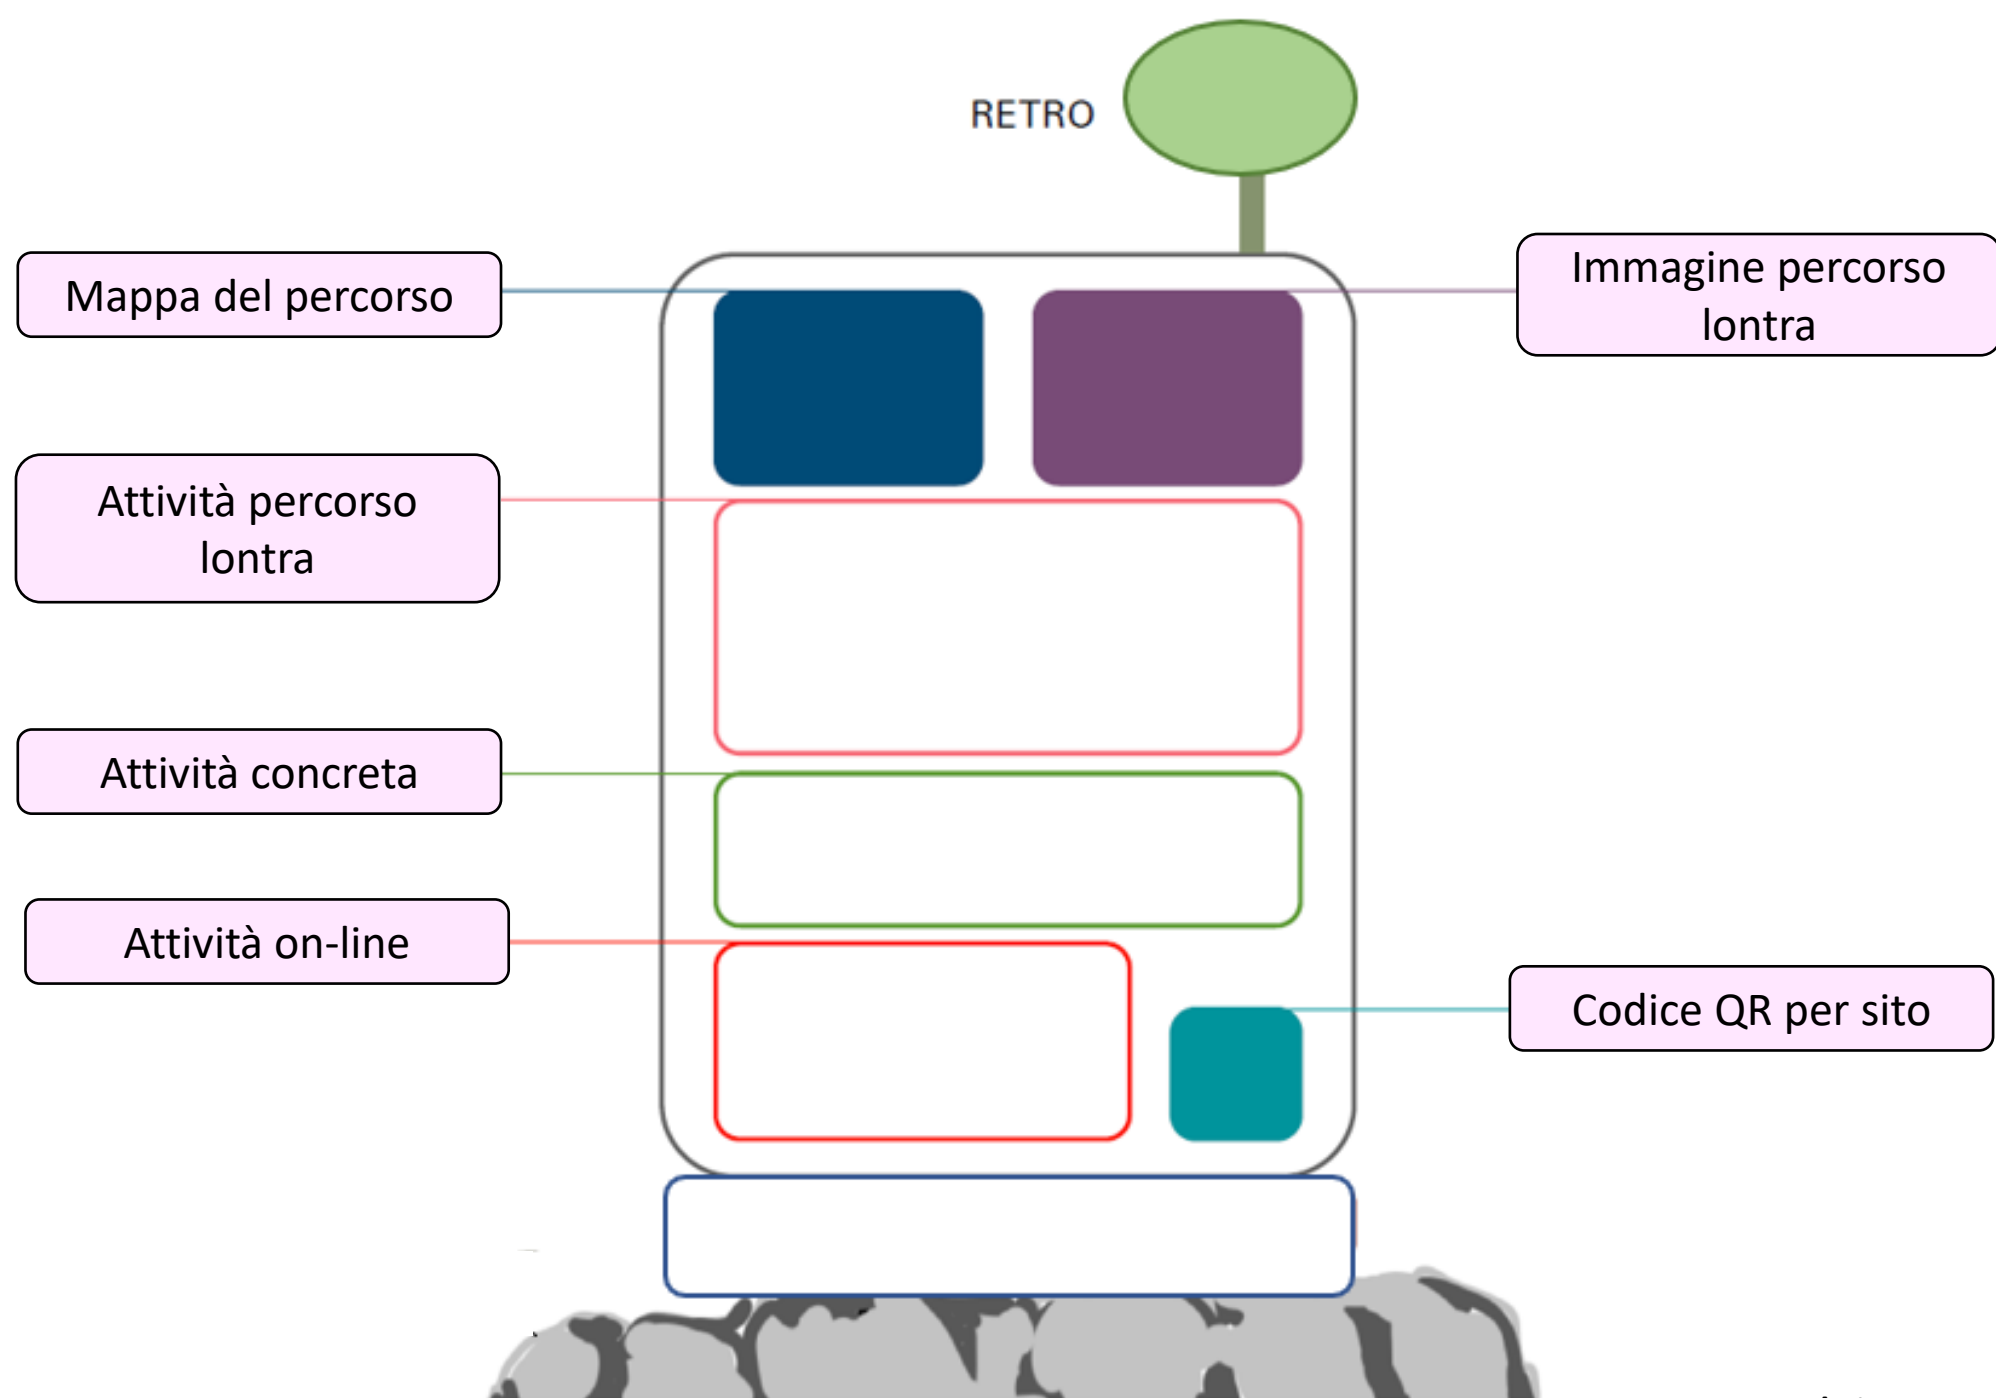 RETRO
Mappa del percorso
Immagine percorso
lontra
Attività percorso
lontra
Attività concreta
Attività on-line
Codice QR per sito